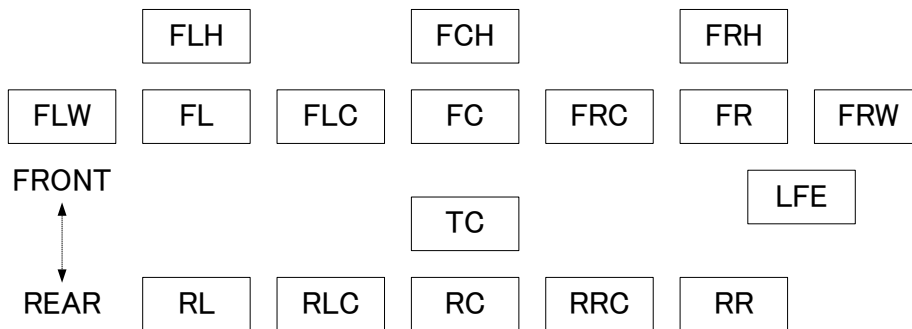 FLH FCH FRH
FLW FL FLC FC FRC FR FRW
FRONT
LFE
TC
REAR RL RLC RC RRC RR